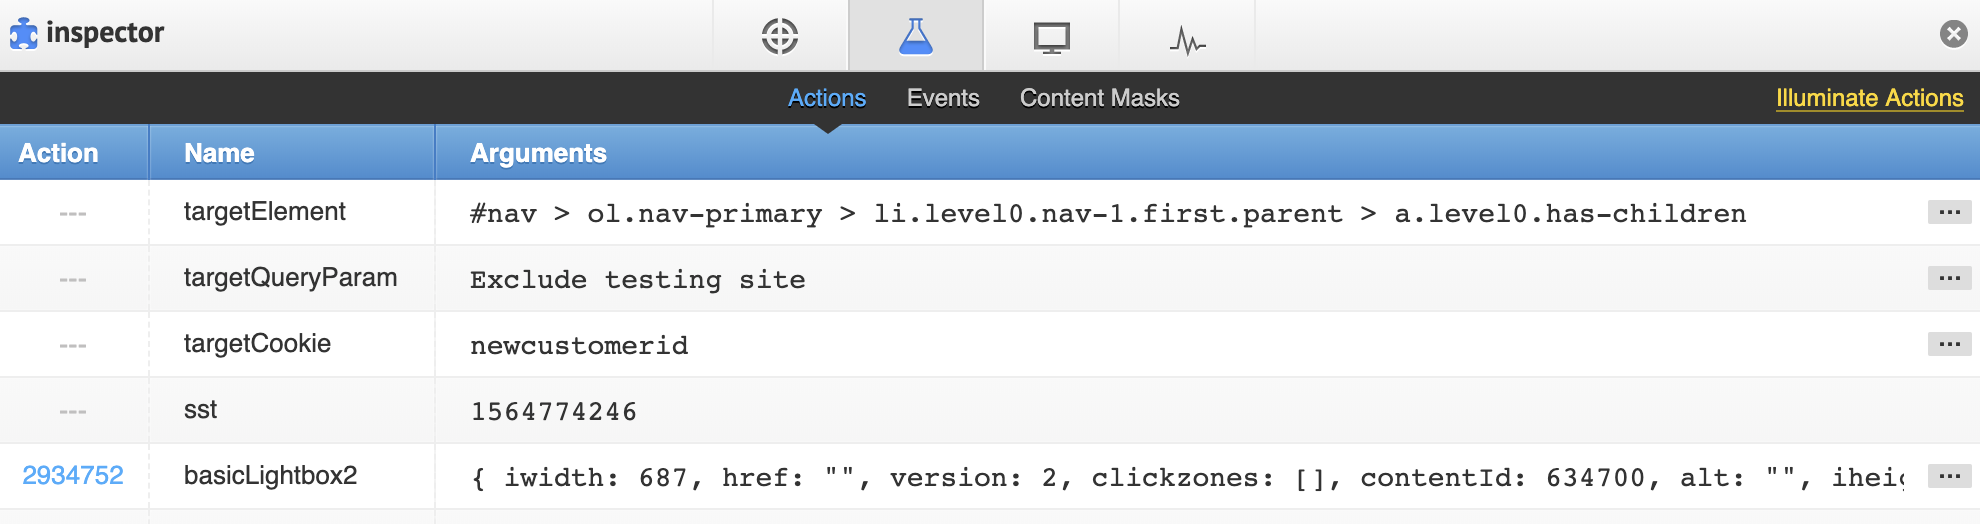 inspector
Actions Events Content Masks Illuminate Actions
Action Name Arguments
--- targetElement #nav > ol.nav-primary > li.level0.nav-1.first.parent > a.level0.has-children ...
--- targetQueryParam Exclude testing site ...
--- targetCookie newcustomerid ...
--- sst 1564774246
2934752 basicLightbox2 { iwidth: 687, href: "", version: 2, clickzones: [], contentId: 634700, alt: "", iheig ...